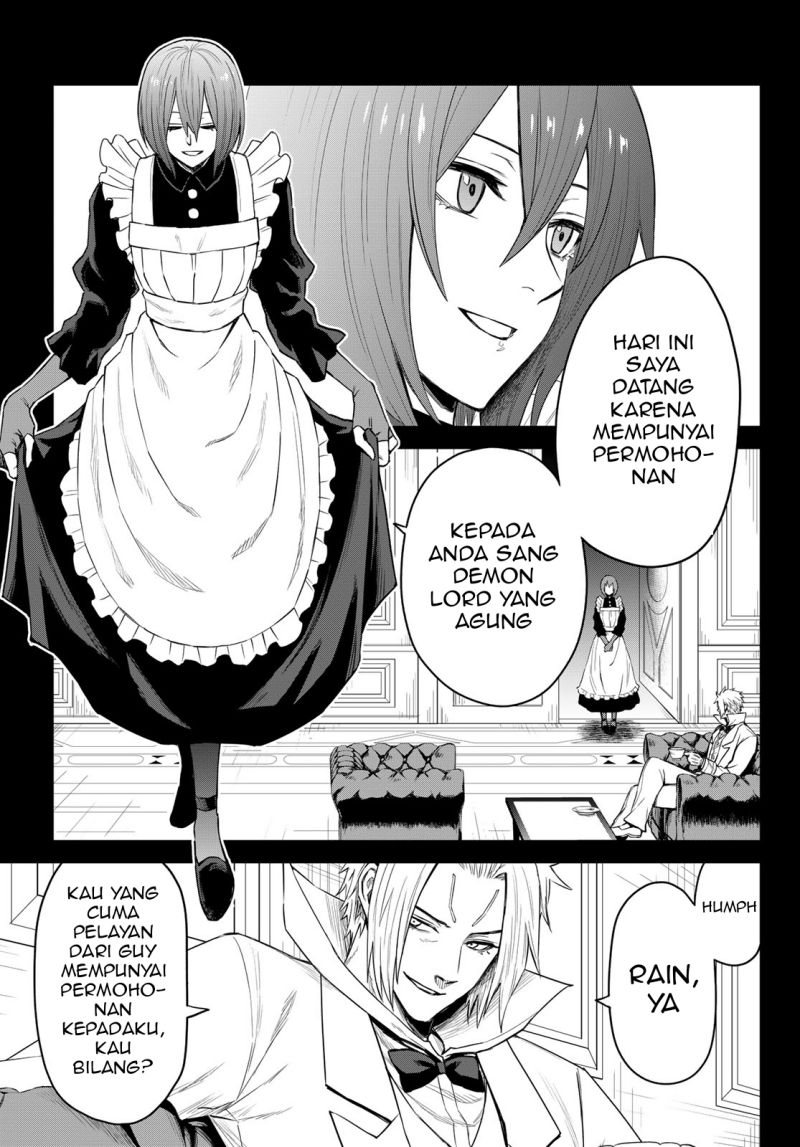 HARI INI
SAYA
DATANG
KARENA
MEMPUNYAI
PERMOHO-
NAN
KEPADA
ANDA SANG
DEMON
LORD YANG
AGUNG
HUMPH
RAIN,
YA
KAU YANG
CUMA
PELAYAN
DARI GUY
MEMPUNYAI
PERMOHO-
NAN
KEPADAKU,
KAU
BILANG?